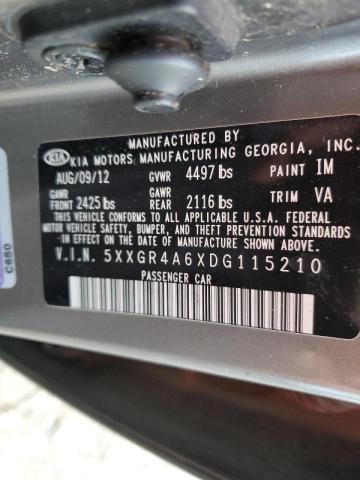 MANUFACTURED BY
KIA KIA MOTORS MANUFACTURING GEORGIA, INC.
AUG/09/12 GVWR 4497 lbs PAINT IM
GAWR FRONT 2425 lbs GAWR REAR 2116 lbs TRIM VA
THIS VEHICLE CONFORMS TO ALL APPLICABLE U.S. FEDERAL
MOTOR VEHICLE SAFETY, BUMPER, AND THEFT PREVENTION STANDARDS
IN EFFECT ON THE DATE OF MANUFACTURE SHOWN ABOVE.
V.I.N. 5XXGR4A6XDG115210
PASSENGER CAR
C650